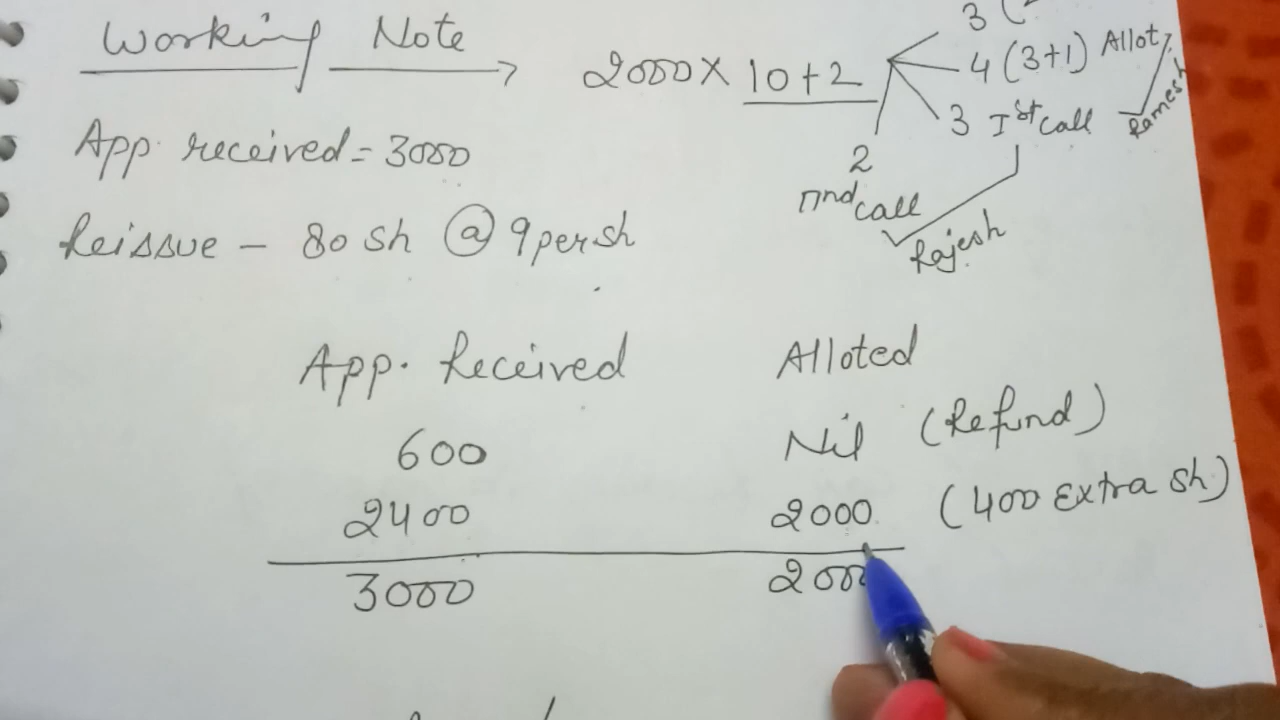 Working Note
3 (
2000 × 10+2
4 (3+1) Allot
3 Ist call
Ramesh
App. received = 3000
2
IInd call
Rajesh
Reissue - 80 sh @ 9 per sh
App. Received Alloted
600 Nil (Refund)
2400 2000 (400 Extra sh)
3000 2000